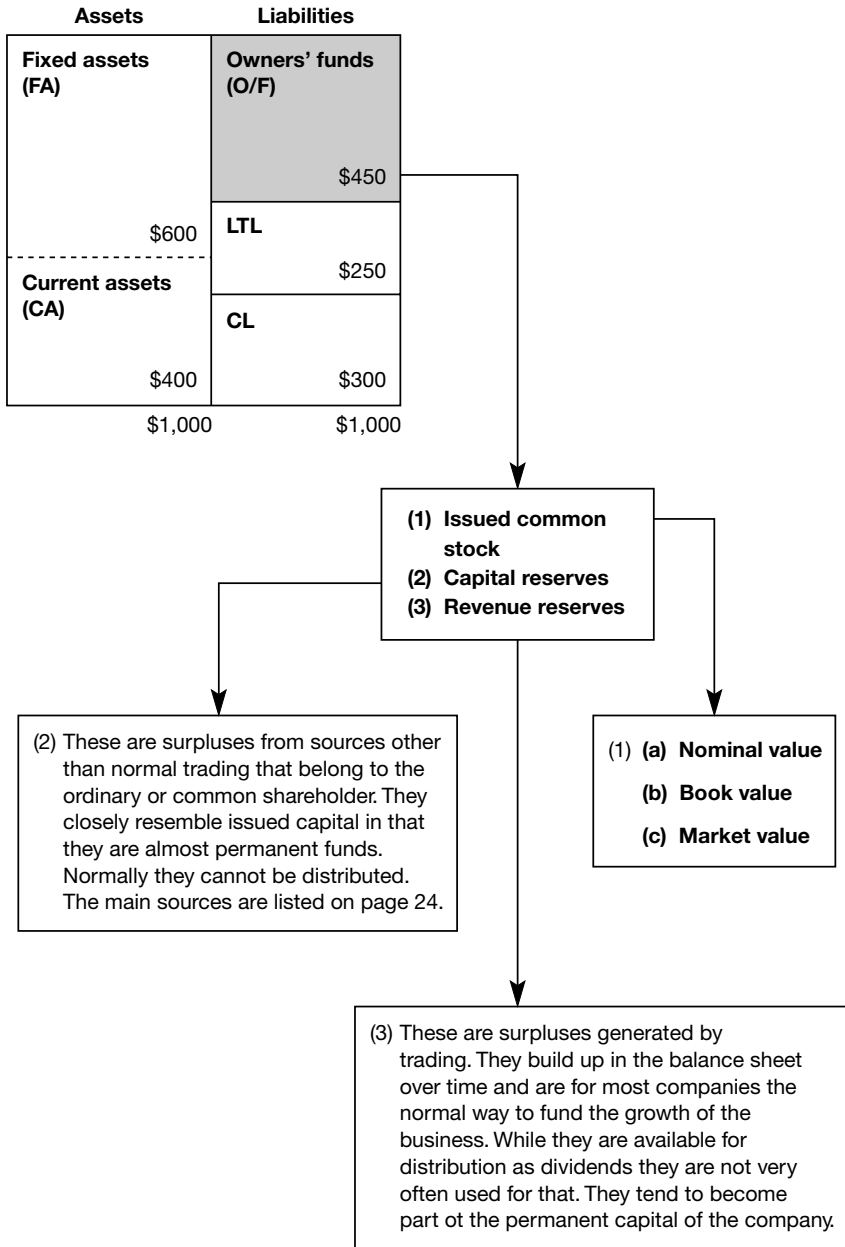 Assets
Liabilities
Fixed assets
(FA)
$600
Current assets
(CA)
$400
$1,000
Owners’ funds
(O/F)
$450
LTL
$250
CL
$300
$1,000
(1) Issued common
stock
(2) Capital reserves
(3) Revenue reserves
(2) These are surpluses from sources other
than normal trading that belong to the
ordinary or common shareholder. They
closely resemble issued capital in that
they are almost permanent funds.
Normally they cannot be distributed.
The main sources are listed on page 24.
(1) (a) Nominal value
(b) Book value
(c) Market value
(3) These are surpluses generated by
trading. They build up in the balance sheet
over time and are for most companies the
normal way to fund the growth of the
business. While they are available for
distribution as dividends they are not very
often used for that. They tend to become
part ot the permanent capital of the company.